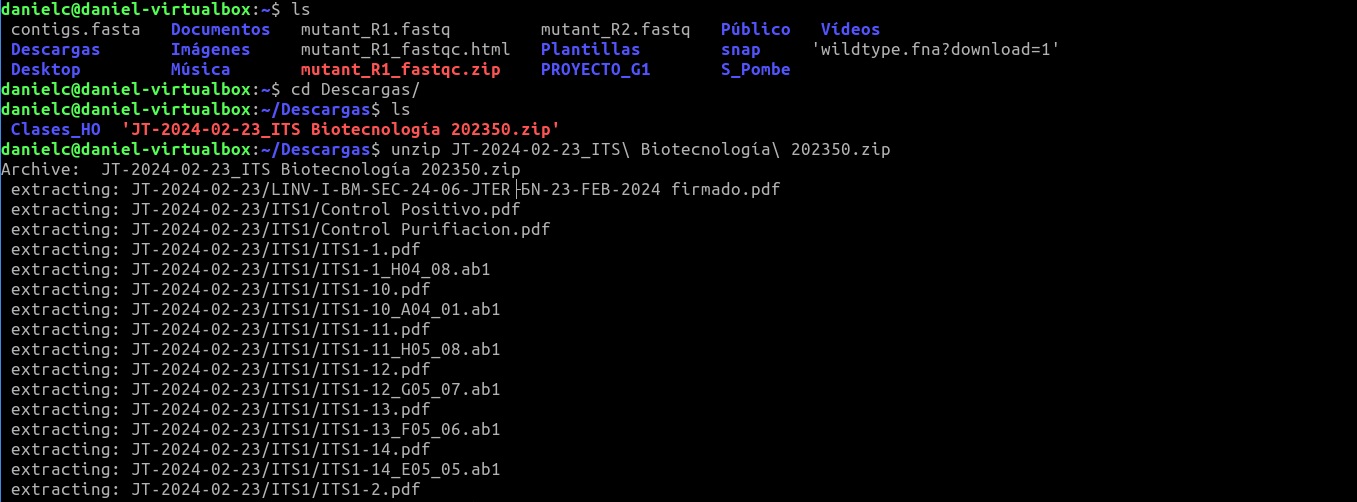 danielc@daniel-virtualbox:~$ ls
contigs.fasta Documentos mutant_R1.fastq mutant_R2.fastq Público Vídeos
Descargas Imágenes mutant_R1_fastqc.html Plantillas snap 'wildtype.fna?download=1'
Desktop Música mutant_R1_fastqc.zip PROYECTO_G1 S_Pombe
danielc@daniel-virtualbox:~$ cd Descargas/
danielc@daniel-virtualbox:~/Descargas$ ls
Clases_HO 'JT-2024-02-23_ITS Biotecnología 202350.zip'
danielc@daniel-virtualbox:~/Descargas$ unzip JT-2024-02-23_ITS\ Biotecnología\ 202350.zip
Archive: JT-2024-02-23_ITS Biotecnología 202350.zip
extracting: JT-2024-02-23/LINV-I-BM-SEC-24-06-JTER-БN-23-FEB-2024 firmado.pdf
extracting: JT-2024-02-23/ITS1/Control Positivo.pdf
extracting: JT-2024-02-23/ITS1/Control Purifiacion.pdf
extracting: JT-2024-02-23/ITS1/ITS1-1.pdf
extracting: JT-2024-02-23/ITS1/ITS1-1_H04_08.ab1
extracting: JT-2024-02-23/ITS1/ITS1-10.pdf
extracting: JT-2024-02-23/ITS1/ITS1-10_A04_01.ab1
extracting: JT-2024-02-23/ITS1/ITS1-11.pdf
extracting: JT-2024-02-23/ITS1/ITS1-11_H05_08.ab1
extracting: JT-2024-02-23/ITS1/ITS1-12.pdf
extracting: JT-2024-02-23/ITS1/ITS1-12_G05_07.ab1
extracting: JT-2024-02-23/ITS1/ITS1-13.pdf
extracting: JT-2024-02-23/ITS1/ITS1-13_F05_06.ab1
extracting: JT-2024-02-23/ITS1/ITS1-14.pdf
extracting: JT-2024-02-23/ITS1/ITS1-14_E05_05.ab1
extracting: JT-2024-02-23/ITS1/ITS1-2.pdf